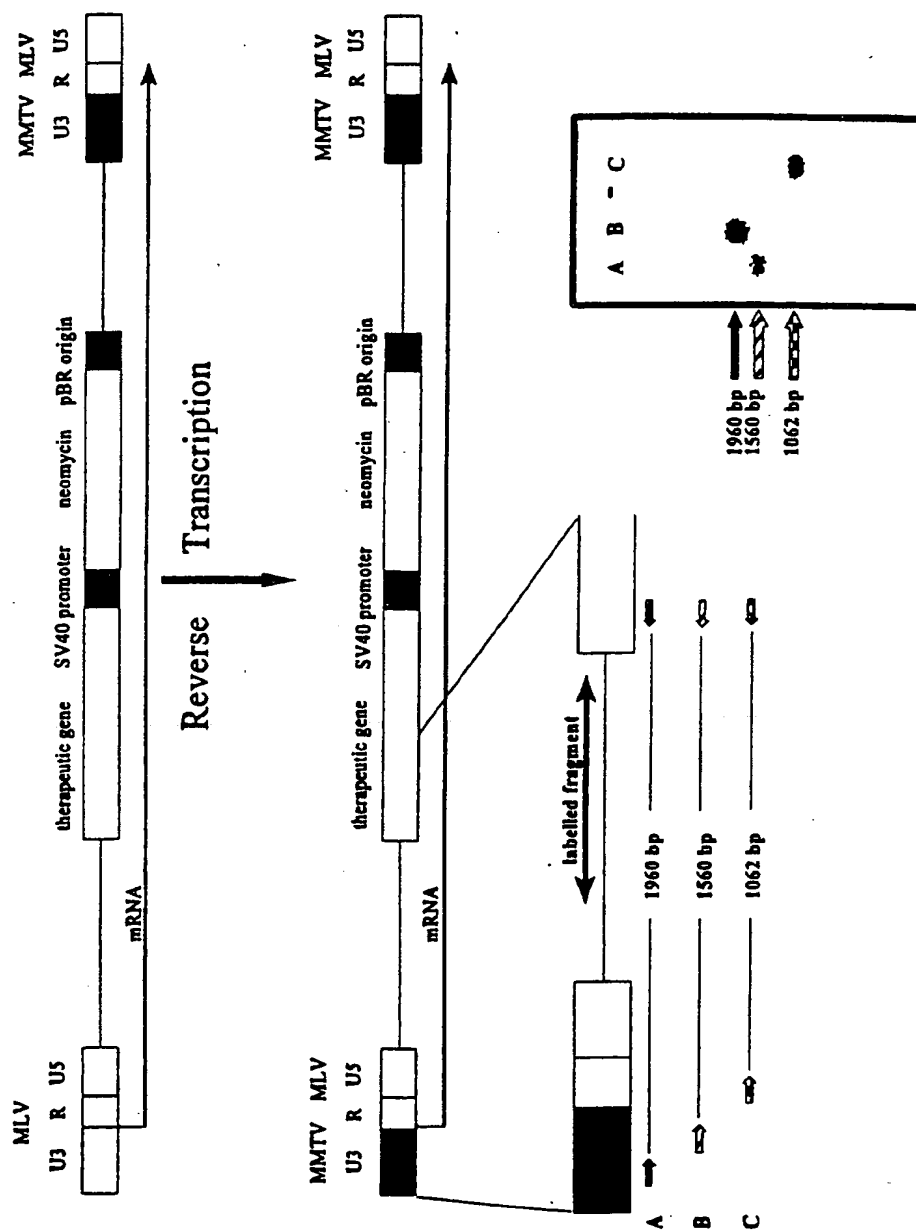 MLV MMTV MLV
U3 R U5 therapeutic gene SV40 promoter neomycin pBR origin U3 R U5
mRNA
Reverse Transcription
MMTV MLV MMTV MLV
U3 R U5 therapeutic gene SV40 promoter neomycin pBR origin U3 R U5
mRNA
labelled fragment
A 1960 bp
B 1560 bp
C 1062 bp
A B - C
1960 bp
1560 bp
1062 bp